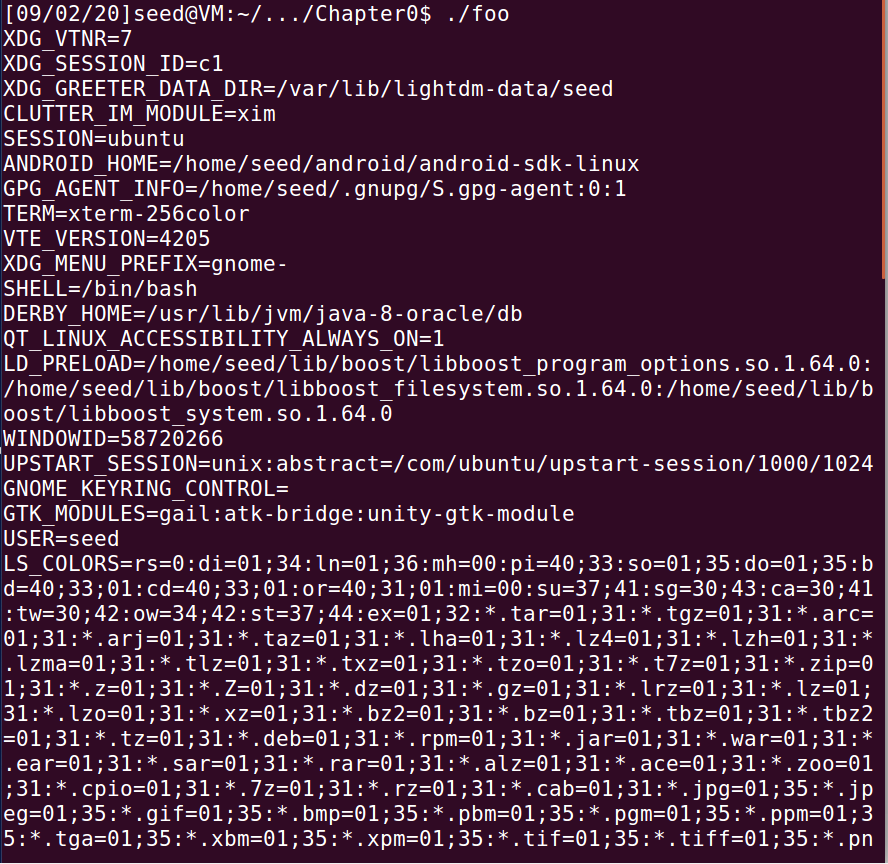 [09/02/20]seed@VM:~/.../Chapter0$ ./foo
XDG_VTNR=7
XDG_SESSION_ID=c1
XDG_GREETER_DATA_DIR=/var/lib/lightdm-data/seed
CLUTTER_IM_MODULE=xim
SESSION=ubuntu
ANDROID_HOME=/home/seed/android/android-sdk-linux
GPG_AGENT_INFO=/home/seed/.gnupg/S.gpg-agent:0:1
TERM=xterm-256color
VTE_VERSION=4205
XDG_MENU_PREFIX=gnome-
SHELL=/bin/bash
DERBY_HOME=/usr/lib/jvm/java-8-oracle/db
QT_LINUX_ACCESSIBILITY_ALWAYS_ON=1
LD_PRELOAD=/home/seed/lib/boost/libboost_program_options.so.1.64.0:
/home/seed/lib/boost/libboost_filesystem.so.1.64.0:/home/seed/lib/b
oost/libboost_system.so.1.64.0
WINDOWID=58720266
UPSTART_SESSION=unix:abstract=/com/ubuntu/upstart-session/1000/1024
GNOME_KEYRING_CONTROL=
GTK_MODULES=gail:atk-bridge:unity-gtk-module
USER=seed
LS_COLORS=rs=0:di=01;34:ln=01;36:mh=00:pi=40;33:so=01;35:do=01;35:b
d=40;33;01:cd=40;33;01:or=40;31;01:mi=00:su=37;41:sg=30;43:ca=30;41
:tw=30;42:ow=34;42:st=37;44:ex=01;32:*.tar=01;31:*.tgz=01;31:*.arc=
01;31:*.arj=01;31:*.taz=01;31:*.lha=01;31:*.lz4=01;31:*.lzh=01;31:*
.lzma=01;31:*.tlz=01;31:*.txz=01;31:*.tzo=01;31:*.t7z=01;31:*.zip=0
1;31:*.z=01;31:*.Z=01;31:*.dz=01;31:*.gz=01;31:*.lrz=01;31:*.lz=01;
31:*.lzo=01;31:*.xz=01;31:*.bz2=01;31:*.bz=01;31:*.tbz=01;31:*.tbz2
=01;31:*.tz=01;31:*.deb=01;31:*.rpm=01;31:*.jar=01;31:*.war=01;31:*
.ear=01;31:*.sar=01;31:*.rar=01;31:*.alz=01;31:*.ace=01;31:*.zoo=01
;31:*.cpio=01;31:*.7z=01;31:*.rz=01;31:*.cab=01;31:*.jpg=01;35:*.jp
eg=01;35:*.gif=01;35:*.bmp=01;35:*.pbm=01;35:*.pgm=01;35:*.ppm=01;3
5:*.tga=01;35:*.xbm=01;35:*.xpm=01;35:*.tif=01;35:*.tiff=01;35:*.pn